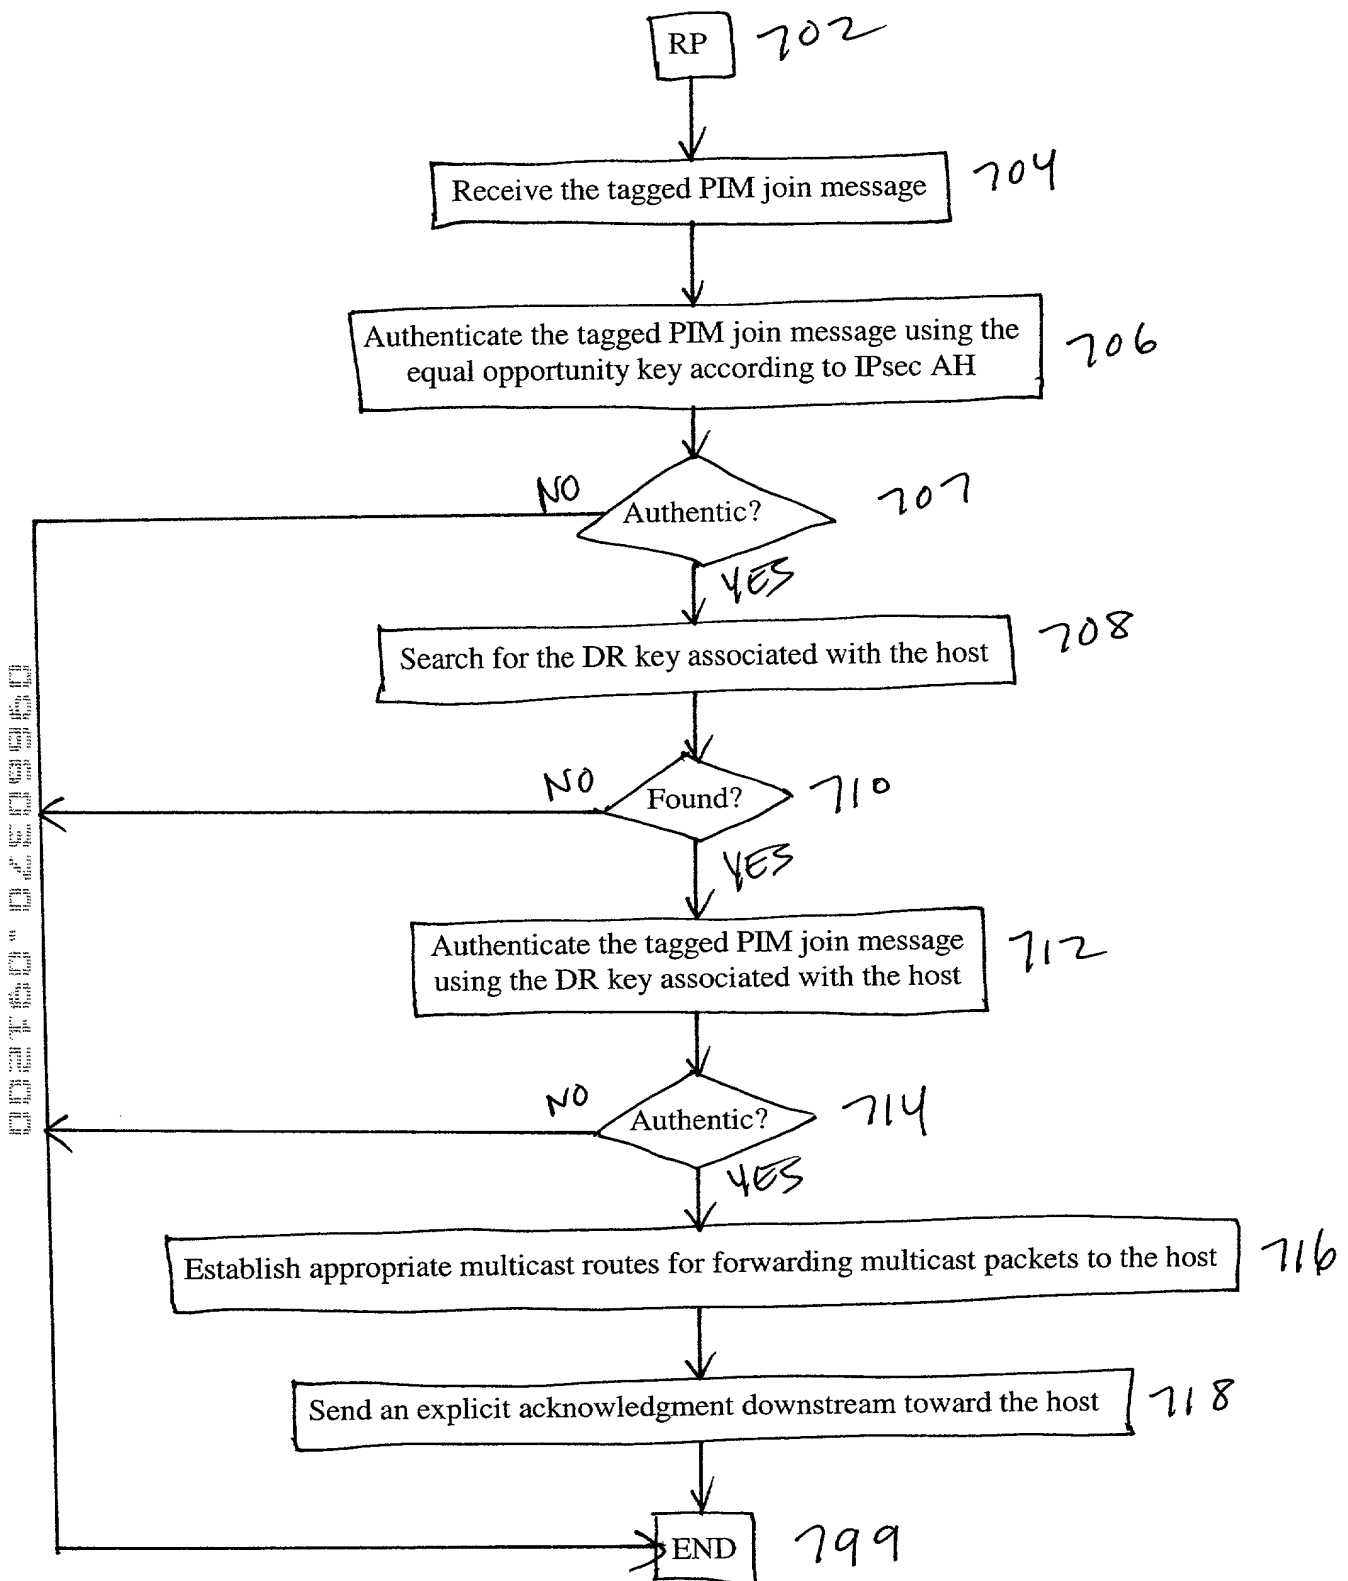 RP 702
Receive the tagged PIM join message 704
Authenticate the tagged PIM join message using the
equal opportunity key according to IPsec AH 706
NO Authentic? 707
YES
Search for the DR key associated with the host 708
NO Found? 710
YES
Authenticate the tagged PIM join message
using the DR key associated with the host 712
NO Authentic? 714
YES
Establish appropriate multicast routes for forwarding multicast packets to the host 716
Send an explicit acknowledgment downstream toward the host 718
END 799
09660370.091200